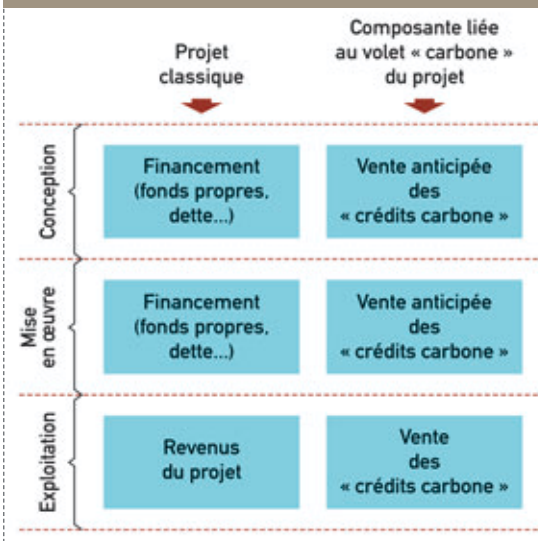 Projet
classique
Composante liée
au volet « carbone »
du projet
Conception
Financement
(fonds propres,
dette...)
Vente anticipée
des
« crédits carbone »
Mise
en œuvre
Financement
(fonds propres,
dette...)
Vente anticipée
des
« crédits carbone »
Exploitation
Revenus
du projet
Vente
des
« crédits carbone »